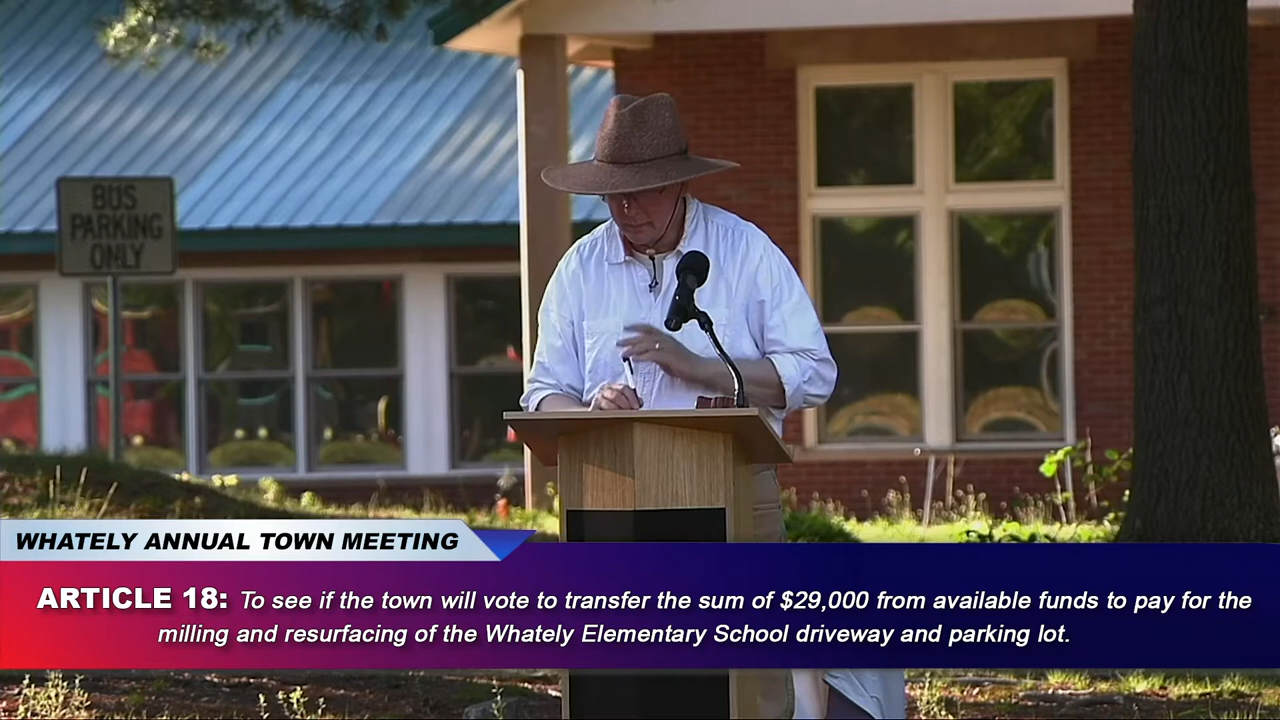 BUS
PARKING
ONLY
WHATELY ANNUAL TOWN MEETING
ARTICLE 18: To see if the town will vote to transfer the sum of $29,000 from available funds to pay for the
milling and resurfacing of the Whately Elementary School driveway and parking lot.